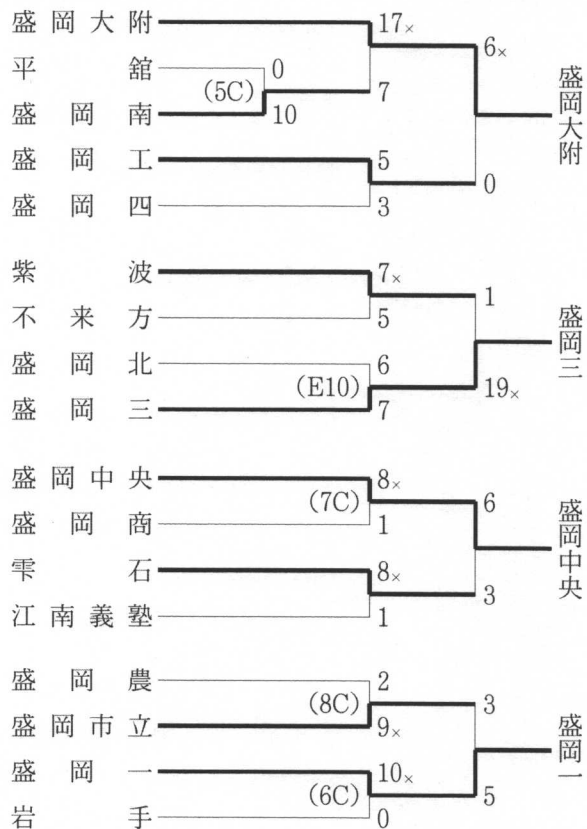 盛岡大附 17× 6× 盛岡大附
平舘 0
(5C) 7
盛岡南 10
盛岡工 5 0
盛岡四 3
紫波 7× 1 盛岡三
不来方 5
盛岡北 6
(E10) 19×
盛岡三 7
盛岡中央 8× 6 盛岡中央
(7C)
盛岡商 1
雫石 8× 3
江南義塾 1
盛岡農 2 3 盛岡一
(8C)
盛岡市立 9×
盛岡一 10× 5
(6C)
岩手 0